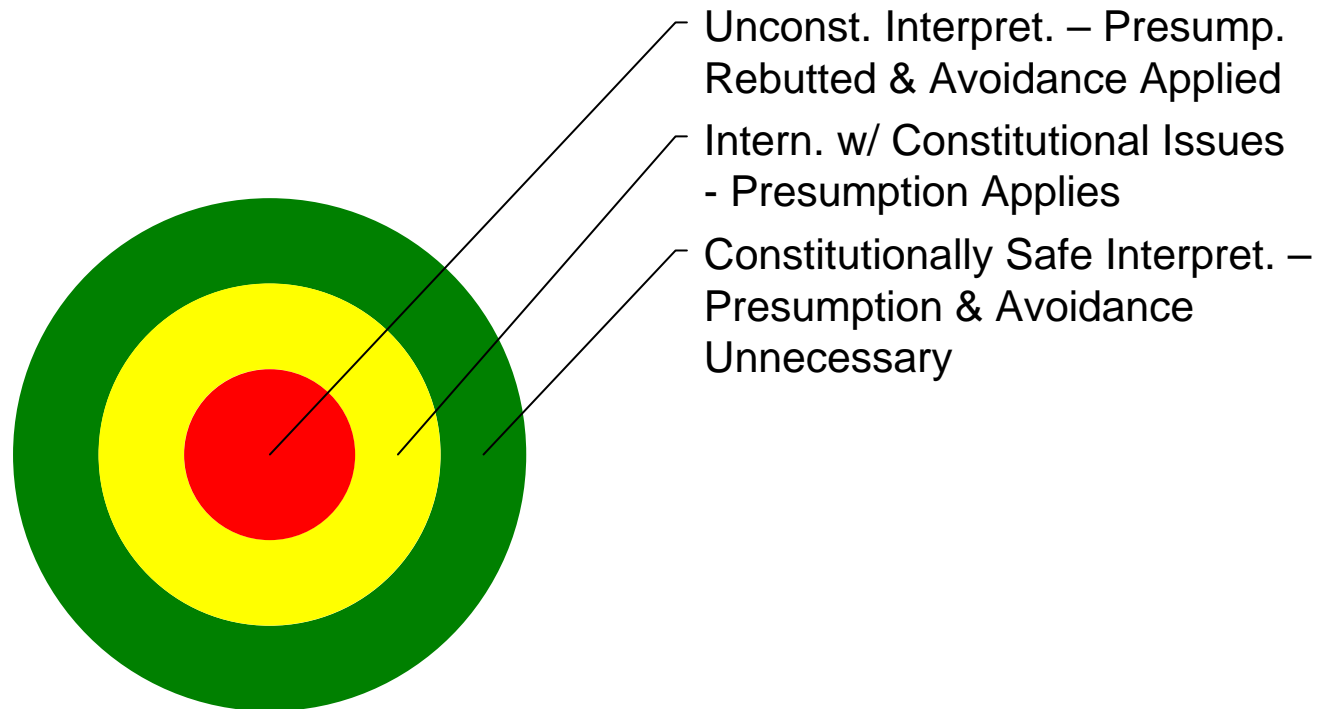 Unconst. Interpret. – Presump.
Rebutted & Avoidance Applied
Intern. w/ Constitutional Issues
- Presumption Applies
Constitutionally Safe Interpret. –
Presumption & Avoidance
Unnecessary